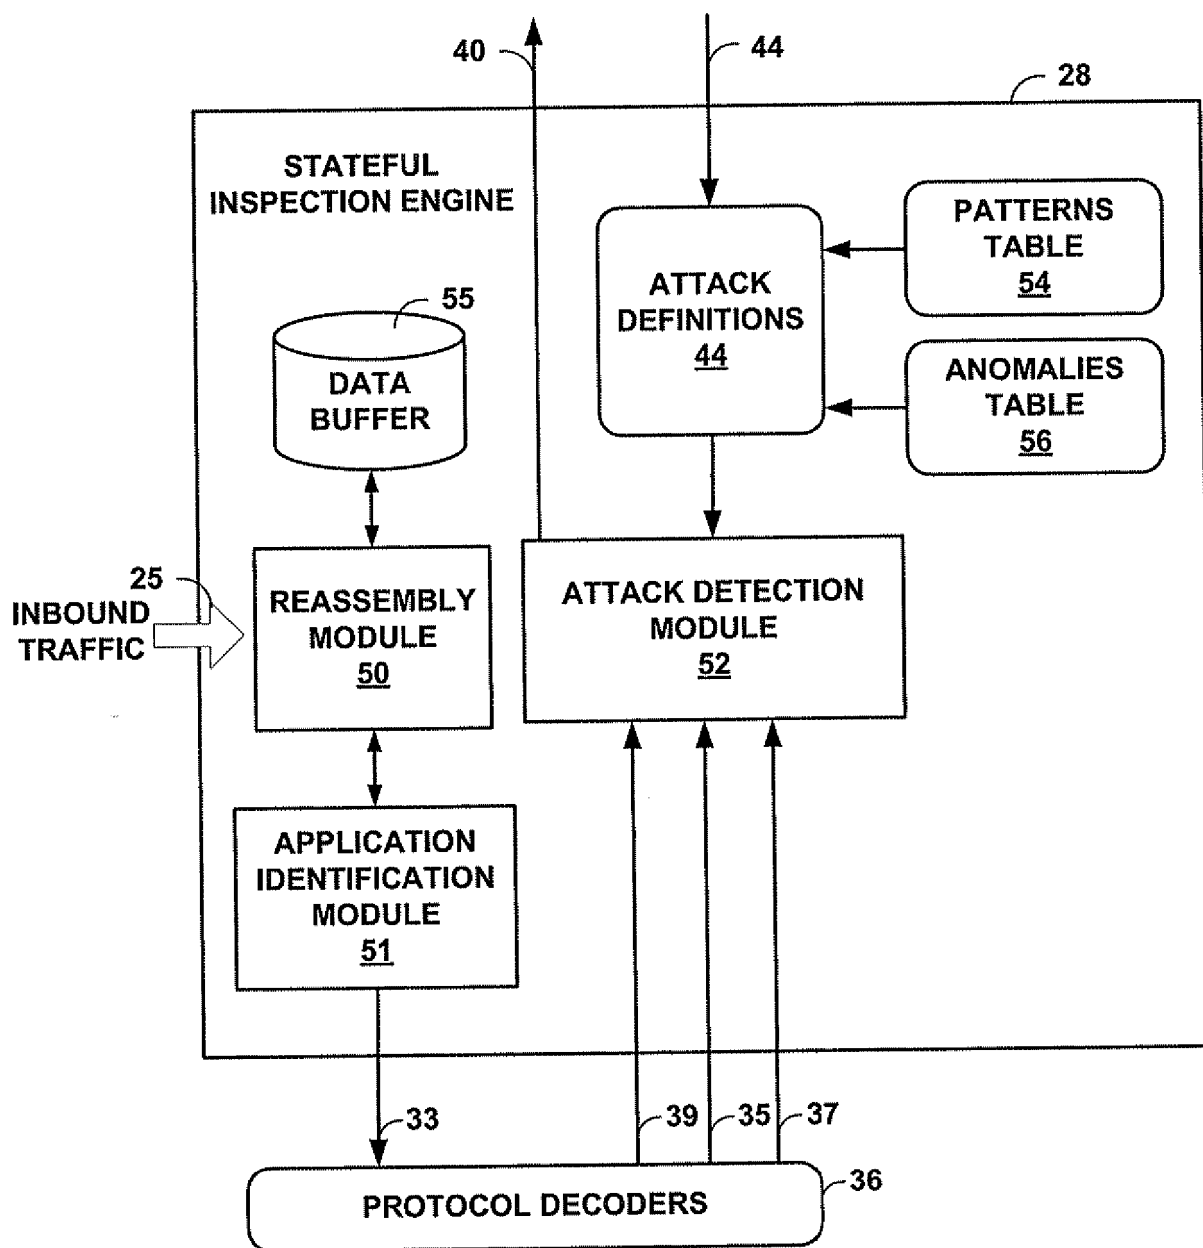 40
44
28
STATEFUL
INSPECTION ENGINE
PATTERNS
TABLE
54
ATTACK
DEFINITIONS
44
55
DATA
BUFFER
ANOMALIES
TABLE
56
25
INBOUND
TRAFFIC
REASSEMBLY
MODULE
50
ATTACK DETECTION
MODULE
52
APPLICATION
IDENTIFICATION
MODULE
51
33
39
35
37
PROTOCOL DECODERS
36